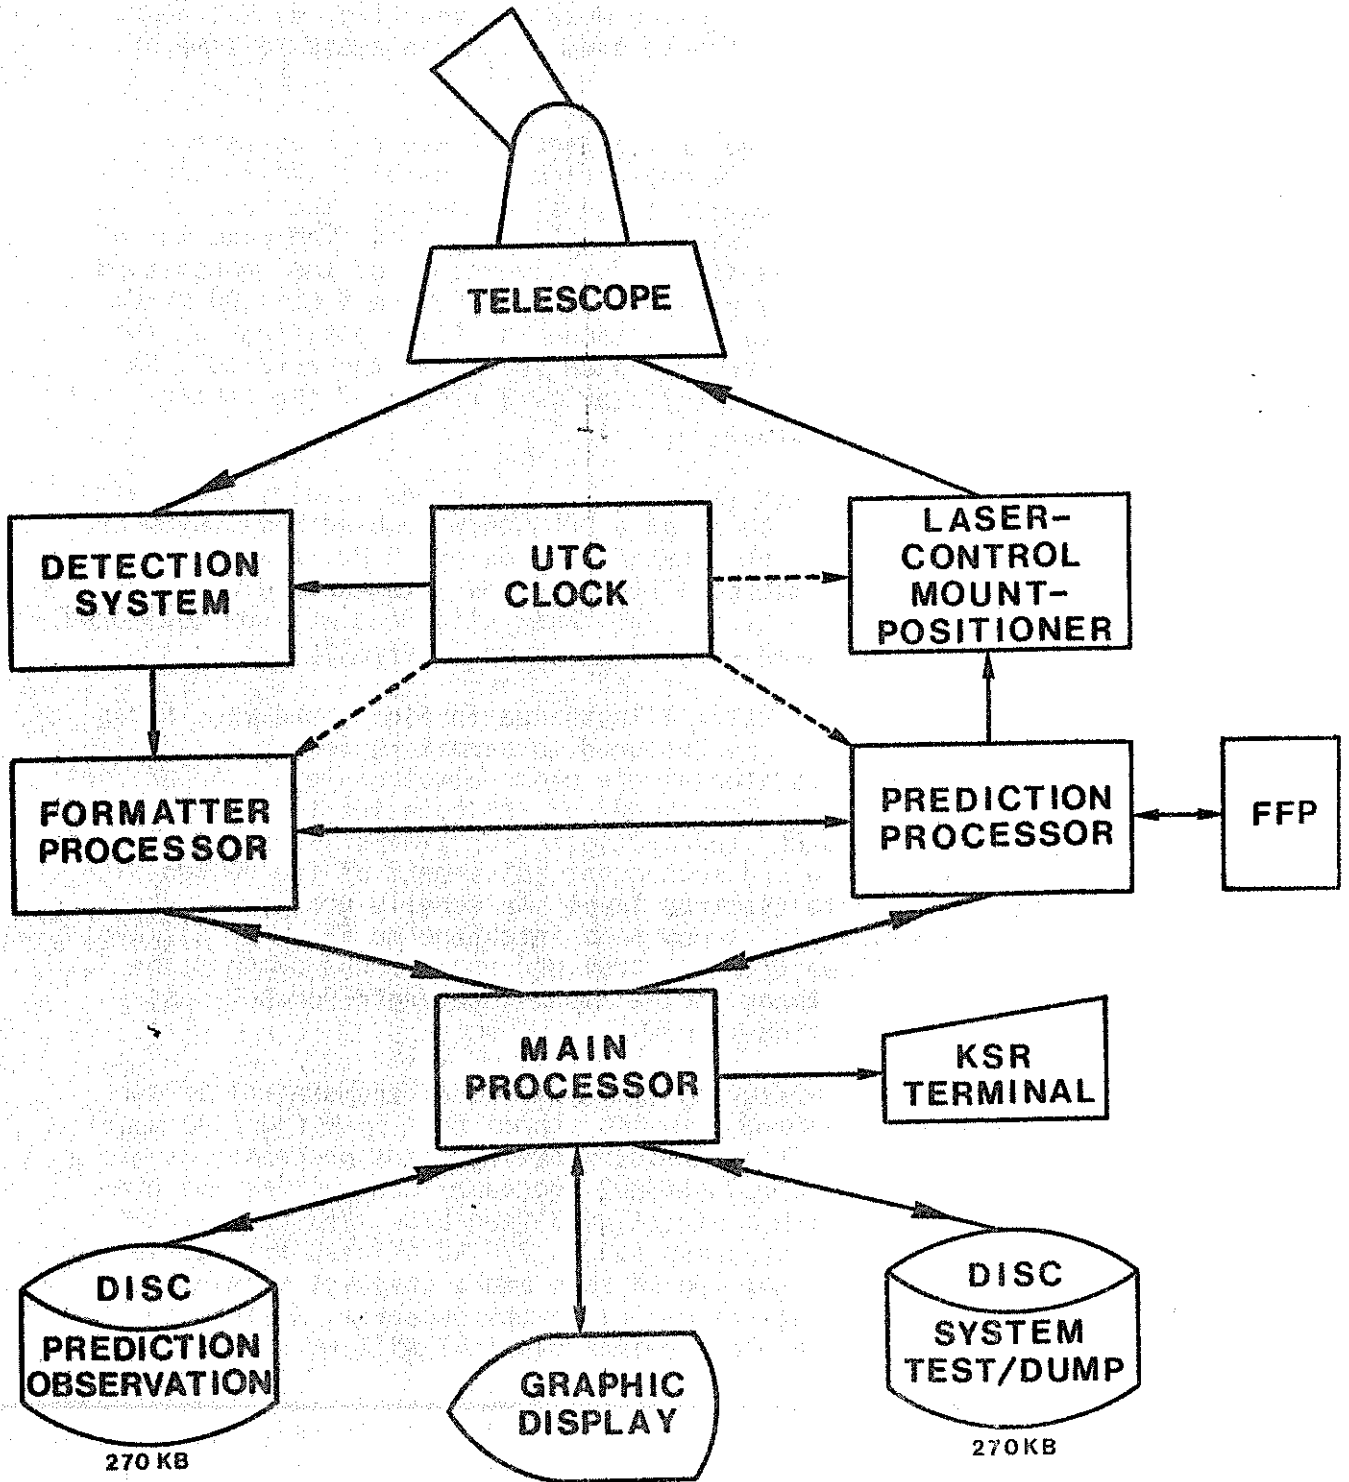 TELESCOPE
DETECTION
SYSTEM
UTC
CLOCK
LASER-
CONTROL
MOUNT-
POSITIONER
FORMATTER
PROCESSOR
PREDICTION
PROCESSOR
FFP
MAIN
PROCESSOR
KSR
TERMINAL
DISC
PREDICTION
OBSERVATION
270 KB
GRAPHIC
DISPLAY
DISC
SYSTEM
TEST/DUMP
270KB